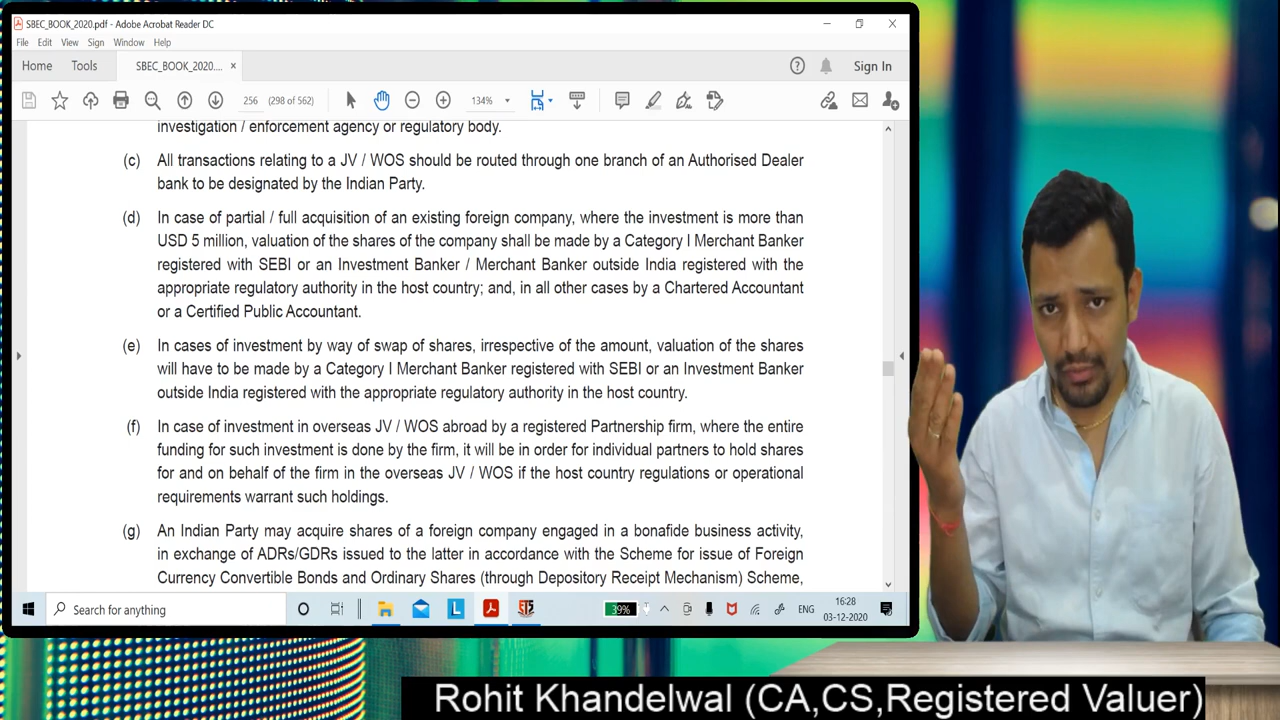 SBEC_BOOK_2020.pdf - Adobe Acrobat Reader DC
File Edit View Sign Window Help
Home Tools SBEC_BOOK_2020.... × Sign In
256 (298 of 562) 134%
investigation / enforcement agency or regulatory body.
(c) All transactions relating to a JV / WOS should be routed through one branch of an Authorised Dealer
bank to be designated by the Indian Party.
(d) In case of partial / full acquisition of an existing foreign company, where the investment is more than
USD 5 million, valuation of the shares of the company shall be made by a Category I Merchant Banker
registered with SEBI or an Investment Banker / Merchant Banker outside India registered with the
appropriate regulatory authority in the host country; and, in all other cases by a Chartered Accountant
or a Certified Public Accountant.
(e) In cases of investment by way of swap of shares, irrespective of the amount, valuation of the shares
will have to be made by a Category I Merchant Banker registered with SEBI or an Investment Banker
outside India registered with the appropriate regulatory authority in the host country.
(f) In case of investment in overseas JV / WOS abroad by a registered Partnership firm, where the entire
funding for such investment is done by the firm, it will be in order for individual partners to hold shares
for and on behalf of the firm in the overseas JV / WOS if the host country regulations or operational
requirements warrant such holdings.
(g) An Indian Party may acquire shares of a foreign company engaged in a bonafide business activity,
in exchange of ADRs/GDRs issued to the latter in accordance with the Scheme for issue of Foreign
Currency Convertible Bonds and Ordinary Shares (through Depository Receipt Mechanism) Scheme,
Search for anything L 39% ENG 16:28
03-12-2020
Rohit Khandelwal (CA,CS,Registered Valuer)